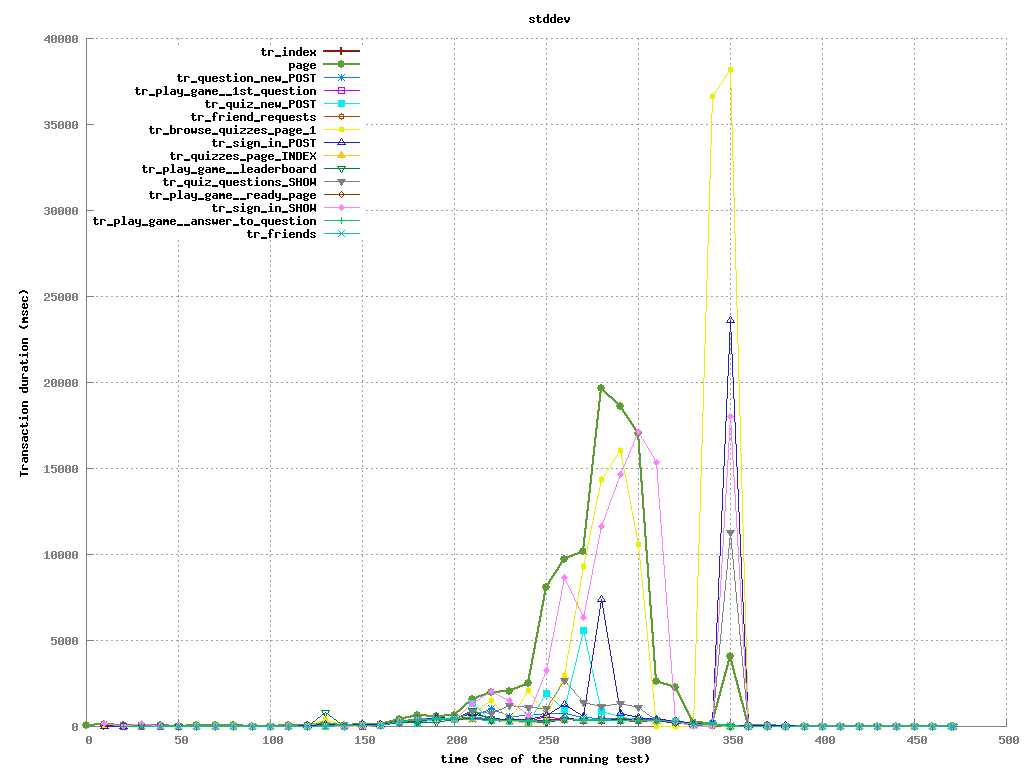 stddev
40000
35000
30000
25000
20000
15000
10000
5000
0
Transaction duration (msec)
tr_index
page
tr_question_new_POST
tr_play_game__1st_question
tr_quiz_new_POST
tr_friend_requests
tr_browse_quizzes_page_1
tr_sign_in_POST
tr_quizzes_page_INDEX
tr_play_game__leaderboard
tr_quiz_questions_SHOW
tr_play_game__ready_page
tr_sign_in_SHOW
tr_play_game__answer_to_question
tr_friends
0 50 100 150 200 250 300 350 400 450 500
time (sec of the running test)